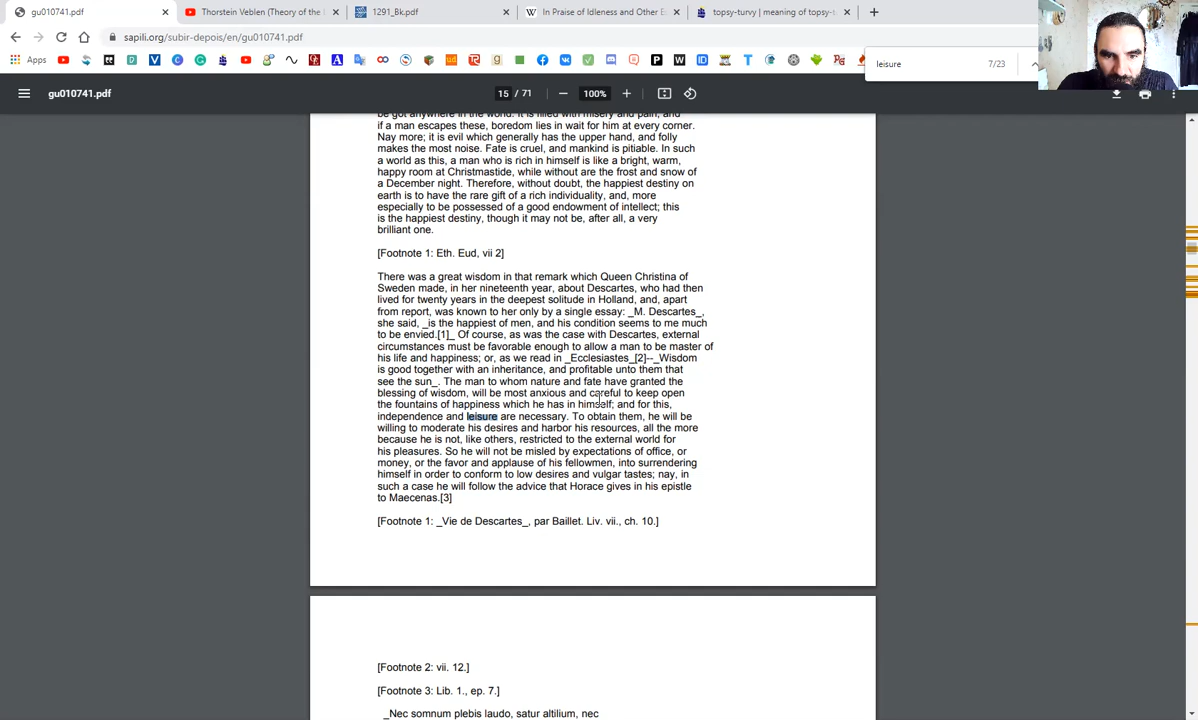 gu010741.pdf
Thorstein Veblen (Theory of the
1291_Bk.pdf
In Praise of Idleness and Other E
topsy-turvy | meaning of topsy-
sapili.org/subir-depois/en/gu010741.pdf
Apps
leisure 7/23
gu010741.pdf
15 / 71
100%
be got anywhere in the world. It is filled with misery and pain; and
if a man escapes these, boredom lies in wait for him at every corner.
Nay more; it is evil which generally has the upper hand, and folly
makes the most noise. Fate is cruel, and mankind is pitiable. In such
a world as this, a man who is rich in himself is like a bright, warm,
happy room at Christmastide, while without are the frost and snow of
a December night. Therefore, without doubt, the happiest destiny on
earth is to have the rare gift of a rich individuality, and, more
especially to be possessed of a good endowment of intellect; this
is the happiest destiny, though it may not be, after all, a very
brilliant one.
[Footnote 1: Eth. Eud, vii 2]
There was a great wisdom in that remark which Queen Christina of
Sweden made, in her nineteenth year, about Descartes, who had then
lived for twenty years in the deepest solitude in Holland, and, apart
from report, was known to her only by a single essay: _M. Descartes_,
she said, _is the happiest of men, and his condition seems to me much
to be envied.[1]_ Of course, as was the case with Descartes, external
circumstances must be favorable enough to allow a man to be master of
his life and happiness; or, as we read in _Ecclesiastes_[2]--_Wisdom
is good together with an inheritance, and profitable unto them that
see the sun_. The man to whom nature and fate have granted the
blessing of wisdom, will be most anxious and careful to keep open
the fountains of happiness which he has in himself; and for this,
independence and leisure are necessary. To obtain them, he will be
willing to moderate his desires and harbor his resources, all the more
because he is not, like others, restricted to the external world for
his pleasures. So he will not be misled by expectations of office, or
money, or the favor and applause of his fellowmen, into surrendering
himself in order to conform to low desires and vulgar tastes; nay, in
such a case he will follow the advice that Horace gives in his epistle
to Maecenas.[3]
[Footnote 1: _Vie de Descartes_, par Baillet. Liv. vii., ch. 10.]
[Footnote 2: vii. 12.]
[Footnote 3: Lib. 1., ep. 7.]
_Nec somnum plebis laudo, satur altilium, nec